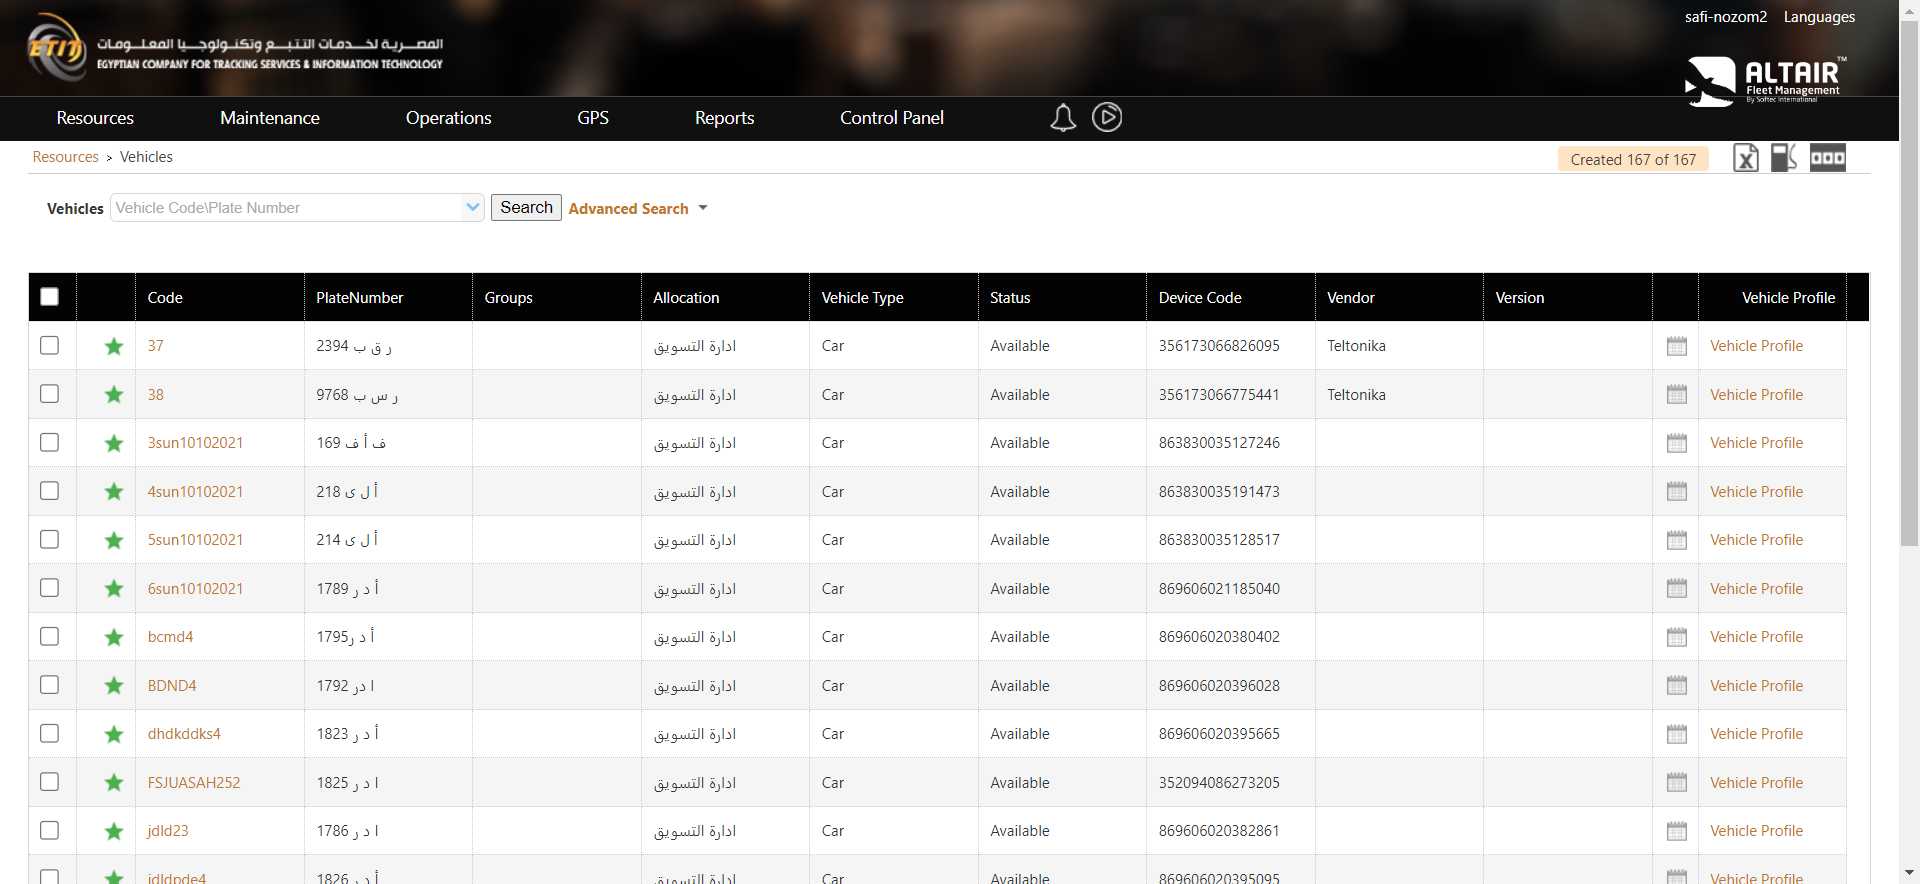 safi-nozom2 Languages
ETIT
المصرية لخدمات التتبع وتكنولوجيا المعلومات
EGYPTIAN COMPANY FOR TRACKING SERVICES & INFORMATION TECHNOLOGY
ALTAIR™
Fleet Management
By Softec International
Resources Maintenance Operations GPS Reports Control Panel
Resources > Vehicles
Created 167 of 167
Vehicles Vehicle Code\Plate Number Search Advanced Search
Code PlateNumber Groups Allocation Vehicle Type Status Device Code Vendor Version Vehicle Profile
37 ر ق ب 2394 ادارة التسويق Car Available 356173066826095 Teltonika Vehicle Profile
38 ر س ب 9768 ادارة التسويق Car Available 356173066775441 Teltonika Vehicle Profile
3sun10102021 ف أ ف 169 ادارة التسويق Car Available 863830035127246 Vehicle Profile
4sun10102021 أ ل ى 218 ادارة التسويق Car Available 863830035191473 Vehicle Profile
5sun10102021 أ ل ى 214 ادارة التسويق Car Available 863830035128517 Vehicle Profile
6sun10102021 أ د ر 1789 ادارة التسويق Car Available 869606021185040 Vehicle Profile
bcmd4 أ د ر1795 ادارة التسويق Car Available 869606020380402 Vehicle Profile
BDND4 ا در 1792 ادارة التسويق Car Available 869606020396028 Vehicle Profile
dhdkddks4 أ د ر 1823 ادارة التسويق Car Available 869606020395665 Vehicle Profile
FSJUASAH252 ا د ر 1825 ادارة التسويق Car Available 352094086273205 Vehicle Profile
jdld23 ا د ر 1786 ادارة التسويق Car Available 869606020382861 Vehicle Profile
jdldpde4 أ د ر 1826 ادارة التسويق Car Available 869606020395095 Vehicle Profile